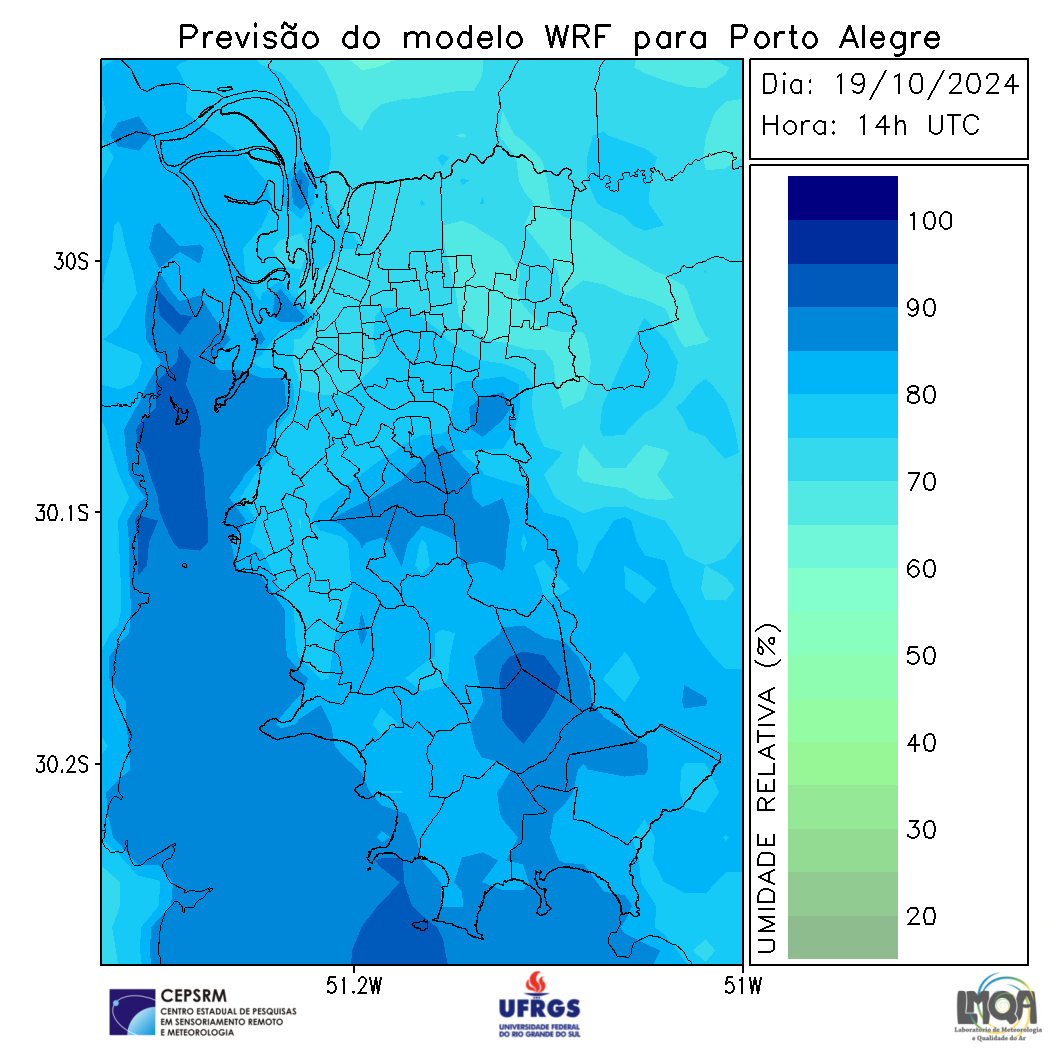 Previsão do modelo WRF para Porto Alegre
Dia: 19/10/2024
Hora: 14h UTC
30S
30.1S
30.2S
51.2W
51W
100
90
80
70
60
50
40
30
20
UMIDADE RELATIVA (%)
CEPSRM
CENTRO ESTADUAL DE PESQUISAS
EM SENSORIAMENTO REMOTO
E METEOROLOGIA
UFRGS
UNIVERSIDADE FEDERAL
DO RIO GRANDE DO SUL
LMQA
Laboratório de Meteorologia
e Qualidade do Ar